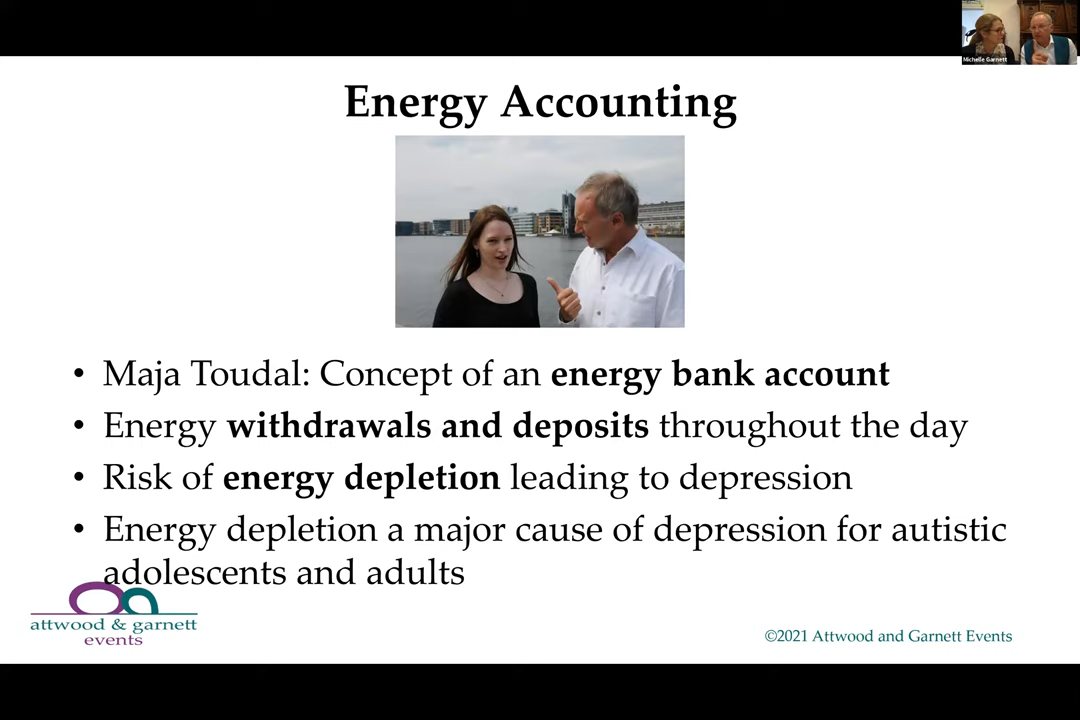 Michelle Garnett
Energy Accounting
• Maja Toudal: Concept of an energy bank account
• Energy withdrawals and deposits throughout the day
• Risk of energy depletion leading to depression
• Energy depletion a major cause of depression for autistic
adolescents and adults
attwood & garnett
events
©2021 Attwood and Garnett Events